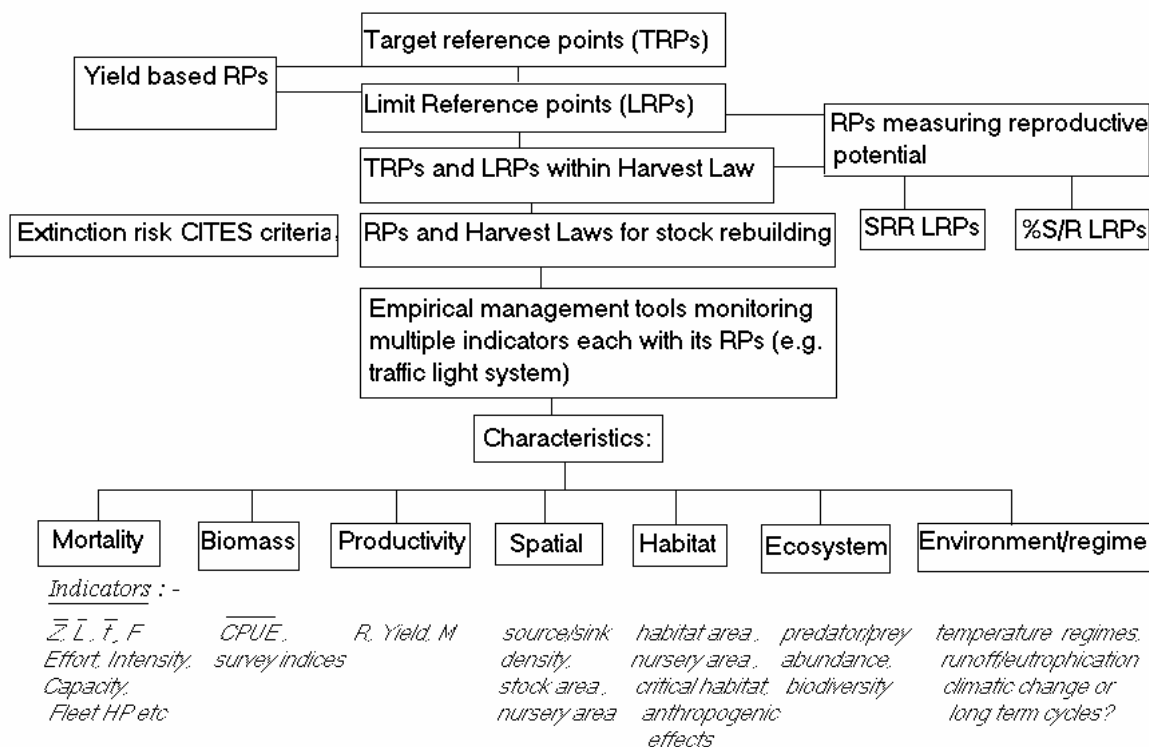 Target reference points (TRPs)
Yield based RPs
Limit Reference points (LRPs)
RPs measuring reproductive
potential
TRPs and LRPs within Harvest Law
SRR LRPs
%S/R LRPs
Extinction risk CITES criteria,
RPs and Harvest Laws for stock rebuilding
Empirical management tools monitoring
multiple indicators each with its RPs (e.g.
traffic light system)
Characteristics:
Mortality
Biomass
Productivity
Spatial
Habitat
Ecosystem
Environment/regime
Indicators : -
Z̅, L̅, t̅, F
Effort, Intensity,
Capacity,
Fleet HP etc
C̅P̅U̅E̅,
survey indices
R, Yield, M
source/sink
density,
stock area,
nursery area
habitat area,
nursery area,
critical habitat,
anthropogenic
effects
predator/prey
abundance,
biodiversity
temperature regimes,
runoff/eutrophication
climatic change or
long term cycles?